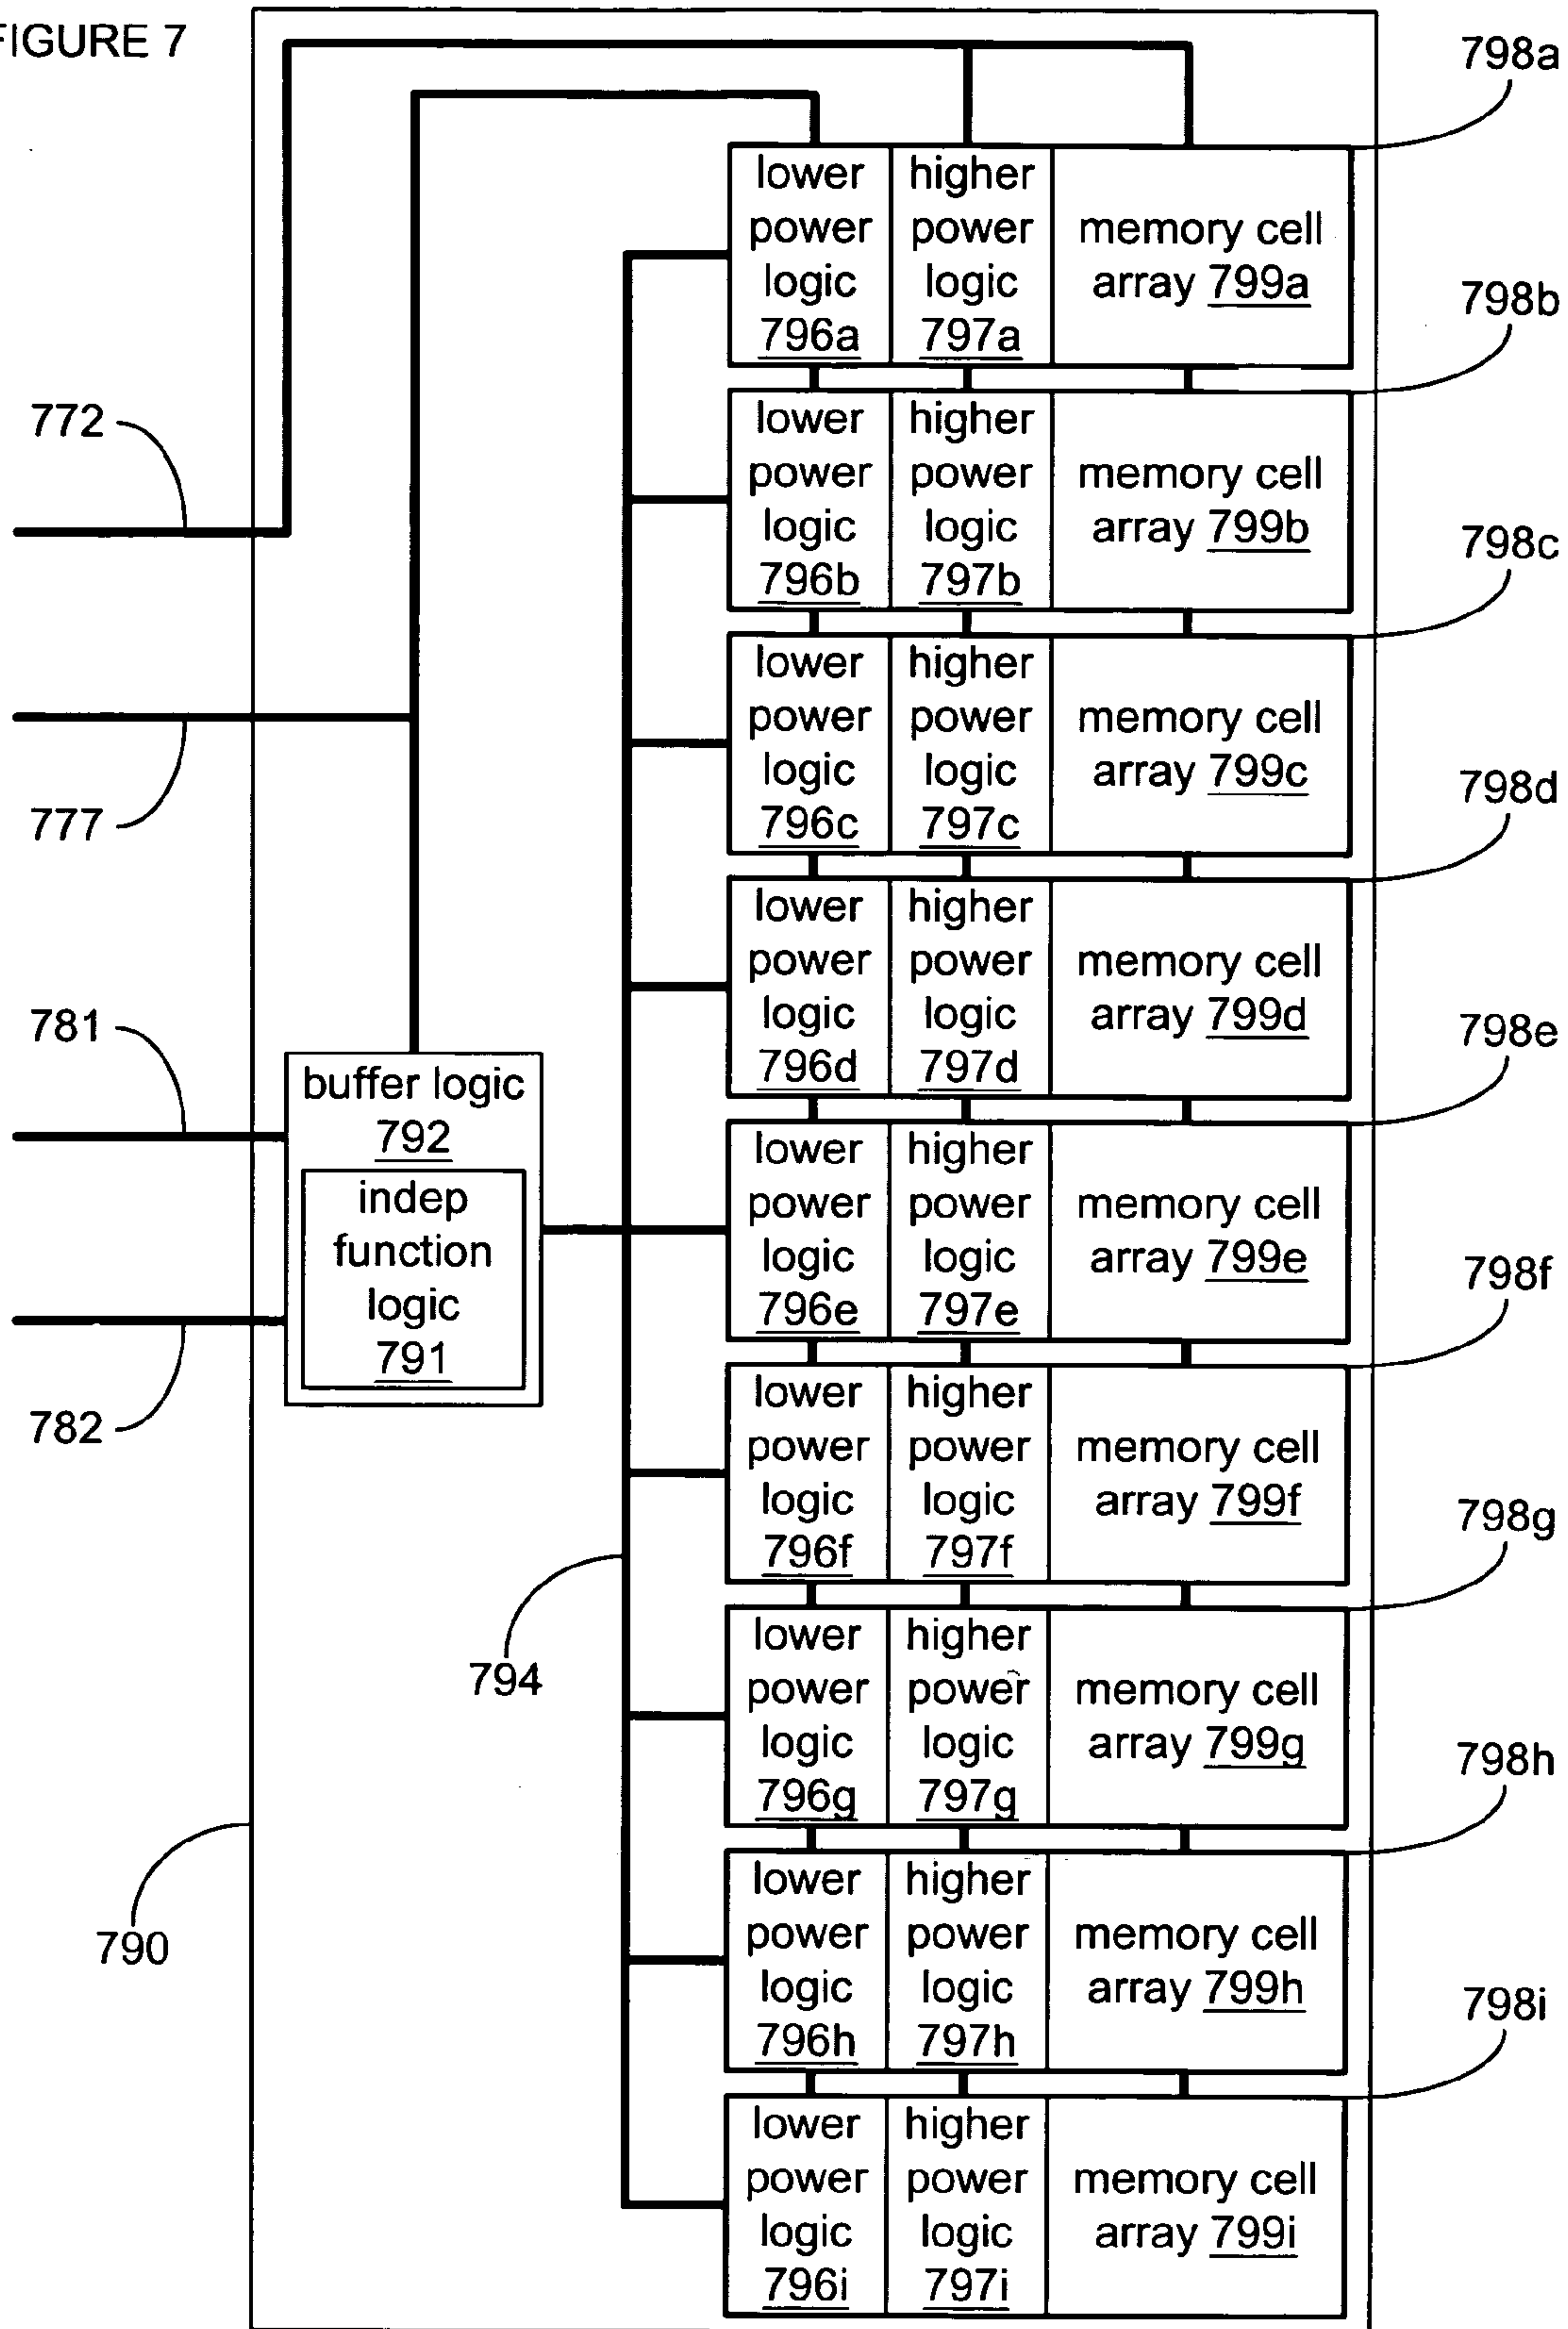 FIGURE 7
798a
lower
power
logic
796a
higher
power
logic
797a
memory cell
array 799a
798b
lower
power
logic
796b
higher
power
logic
797b
memory cell
array 799b
772
798c
lower
power
logic
796c
higher
power
logic
797c
memory cell
array 799c
777
798d
lower
power
logic
796d
higher
power
logic
797d
memory cell
array 799d
781
798e
buffer logic
792
indep
function
logic
791
lower
power
logic
796e
higher
power
logic
797e
memory cell
array 799e
782
798f
lower
power
logic
796f
higher
power
logic
797f
memory cell
array 799f
798g
794
lower
power
logic
796g
higher
power
logic
797g
memory cell
array 799g
798h
790
lower
power
logic
796h
higher
power
logic
797h
memory cell
array 799h
798i
lower
power
logic
796i
higher
power
logic
797i
memory cell
array 799i